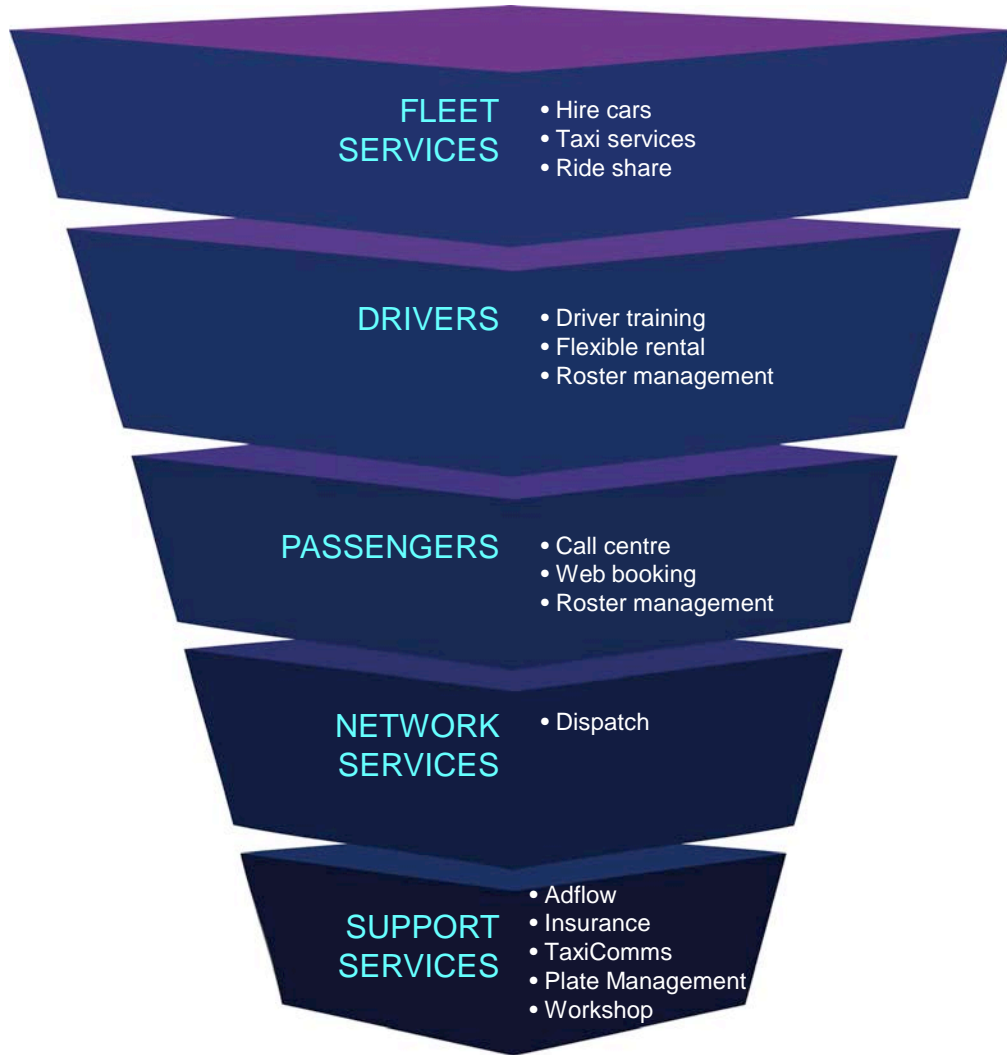 FLEET
SERVICES
• Hire cars
• Taxi services
• Ride share
DRIVERS
• Driver training
• Flexible rental
• Roster management
PASSENGERS
• Call centre
• Web booking
• Roster management
NETWORK
SERVICES
• Dispatch
SUPPORT
SERVICES
• Adflow
• Insurance
• TaxiComms
• Plate Management
• Workshop